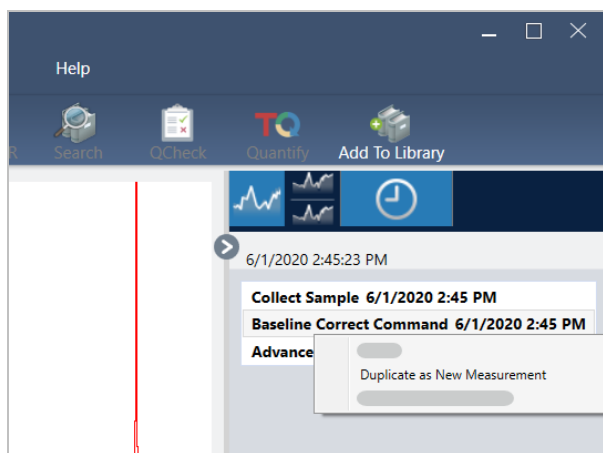 Help
R Search QCheck Quantify Add To Library
TQ
6/1/2020 2:45:23 PM
Collect Sample 6/1/2020 2:45 PM
Baseline Correct Command 6/1/2020 2:45 PM
Advance
Duplicate as New Measurement